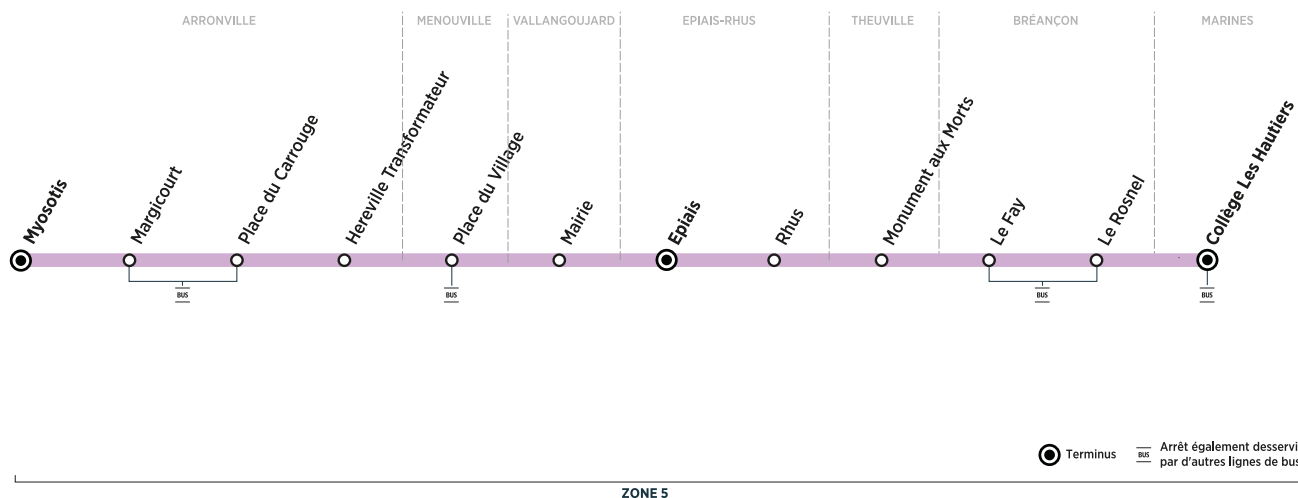 ARRONVILLE
MENOUVILLE
VALLANGOUJARD
EPIAIS-RHUS
THEUVILLE
BRÉANÇON
MARINES
Myosotis
Margicourt
Place du Carrouge
Hereville Transformateur
Place du Village
Mairie
Epiais
Rhus
Monument aux Morts
Le Fay
Le Rosnel
Collège Les Hautiers
BUS
BUS
BUS
BUS
Terminus
BUS
Arrêt également desservi
par d'autres lignes de bus
ZONE 5